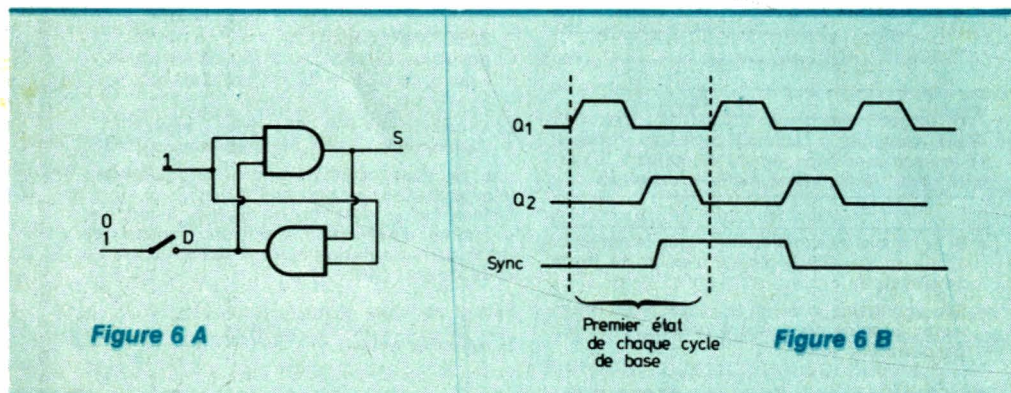 S
1
0
1
D
Figure 6 A
Q1
Q2
Sync
Premier état
de chaque cycle
de base
Figure 6 B